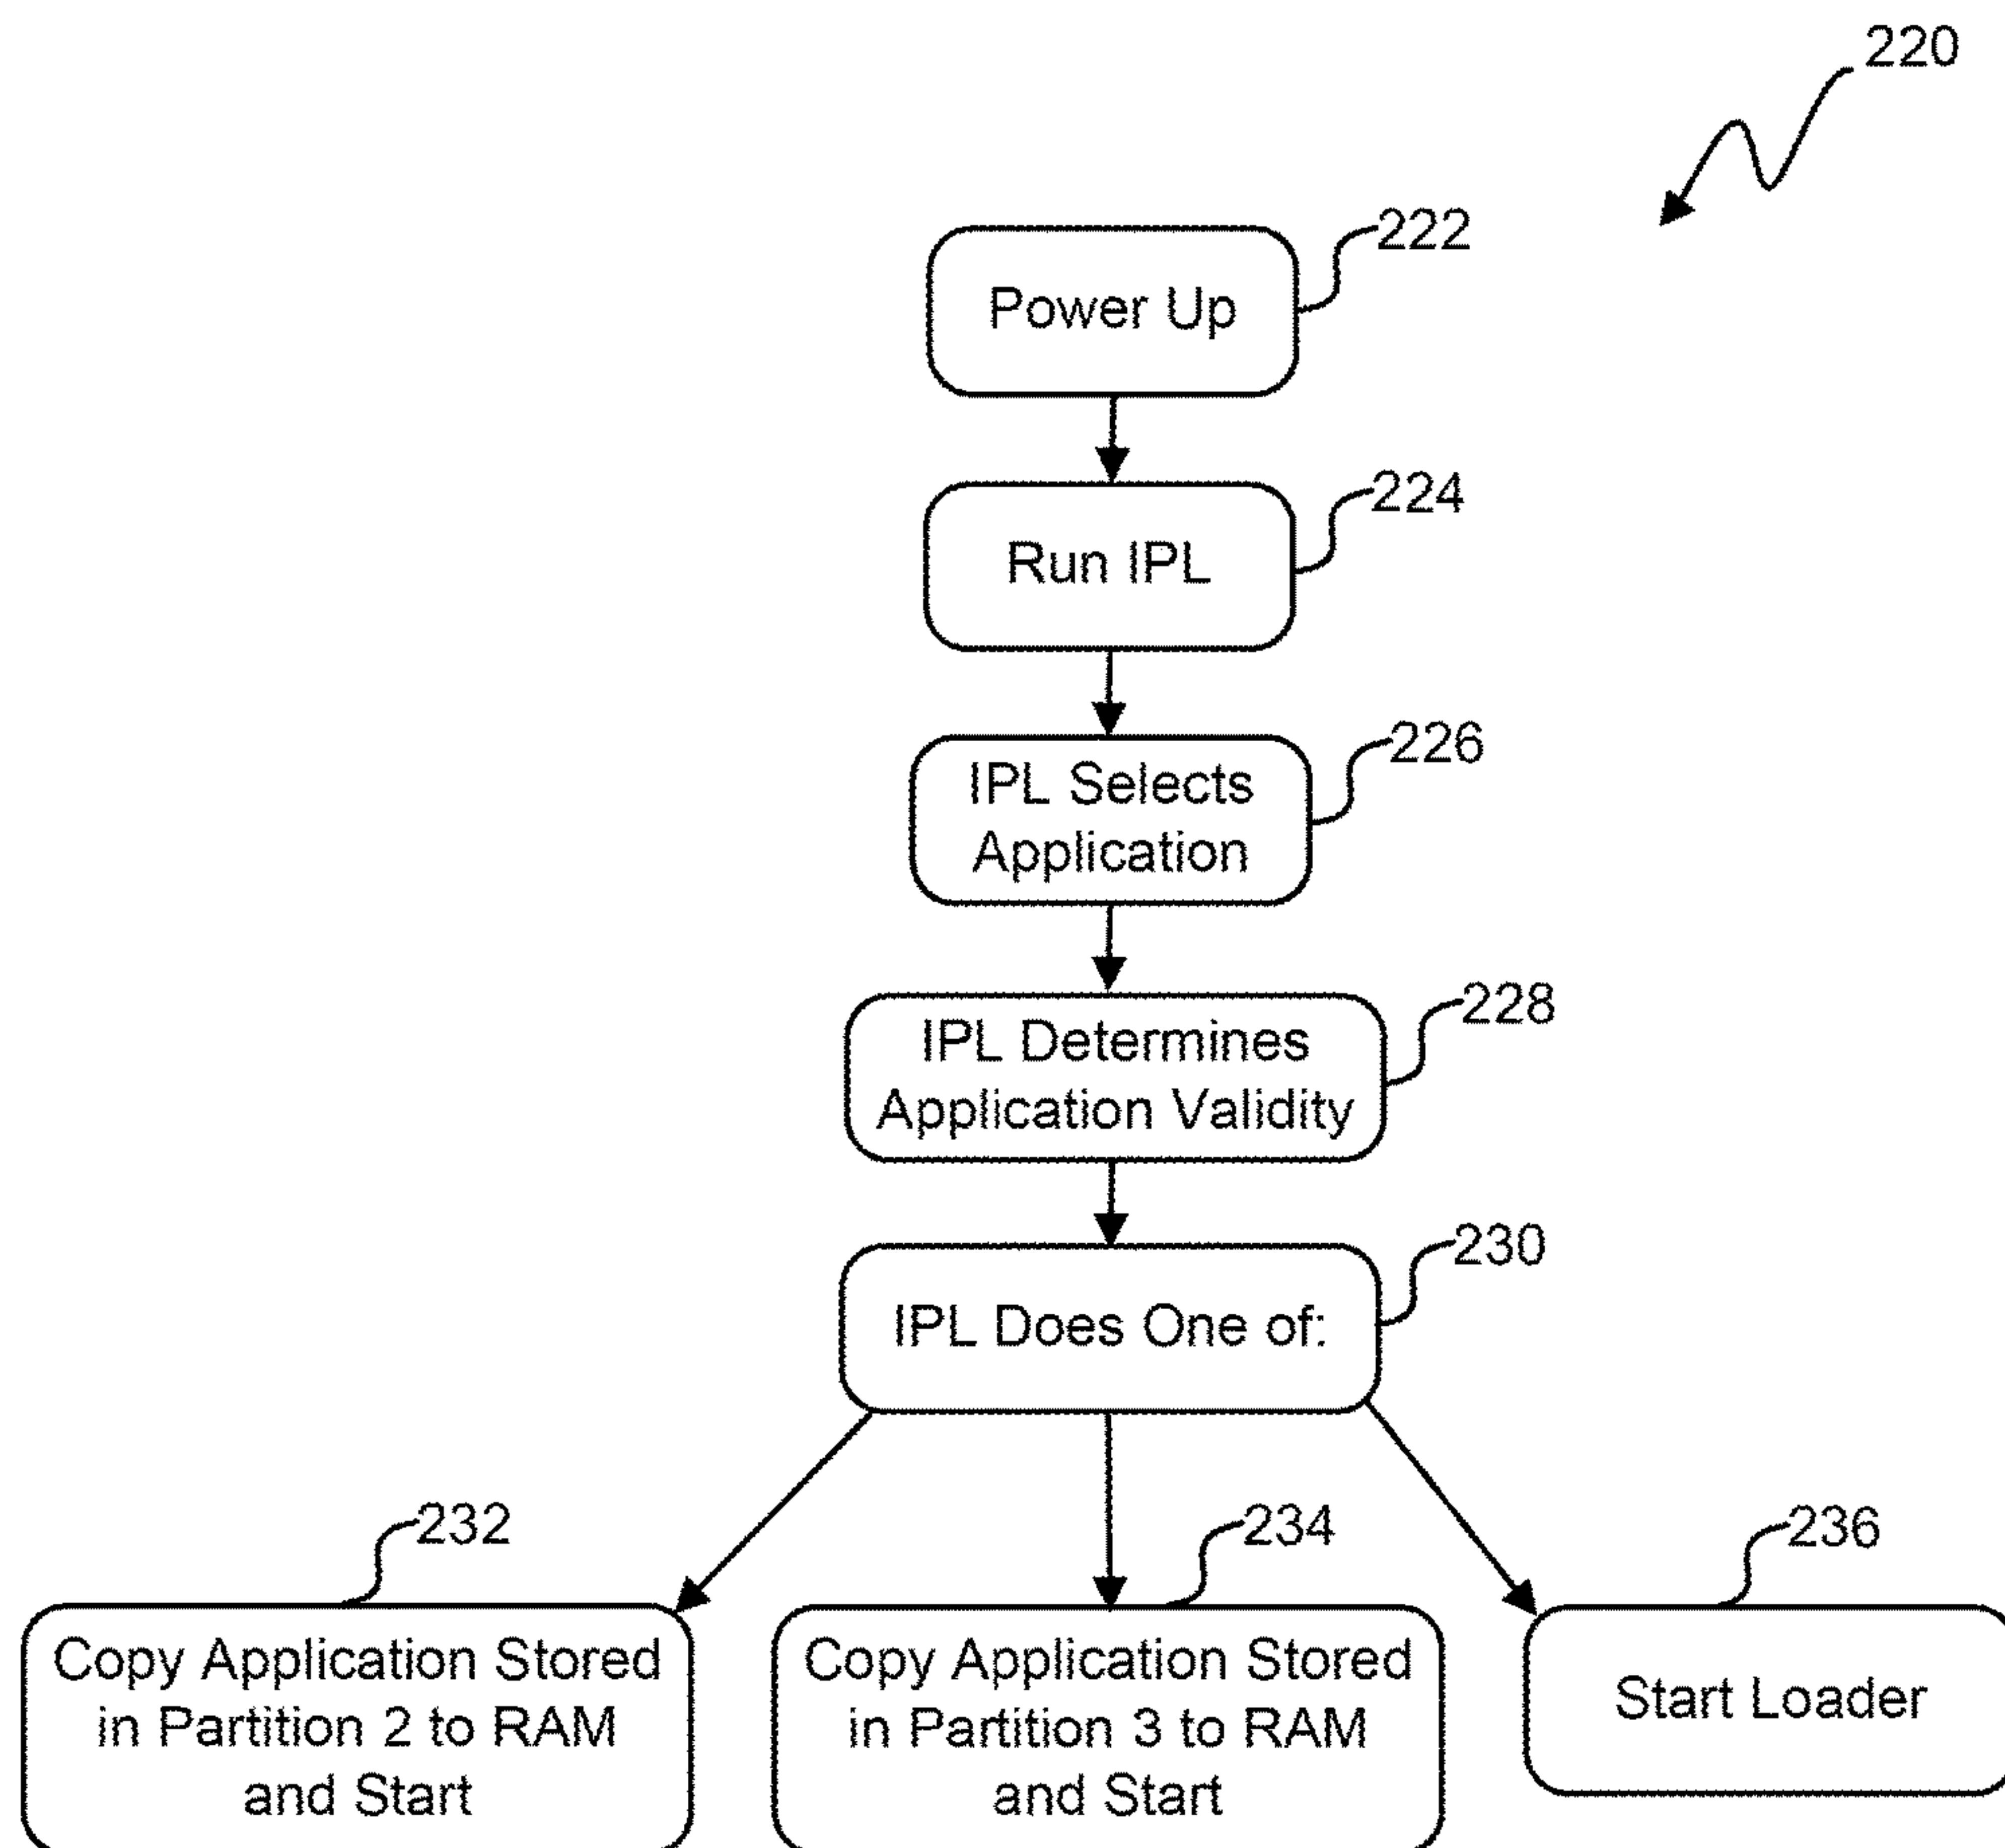 220
222
Power Up
224
Run IPL
226
IPL Selects
Application
228
IPL Determines
Application Validity
230
IPL Does One of:
232
Copy Application Stored
in Partition 2 to RAM
and Start
234
Copy Application Stored
in Partition 3 to RAM
and Start
236
Start Loader